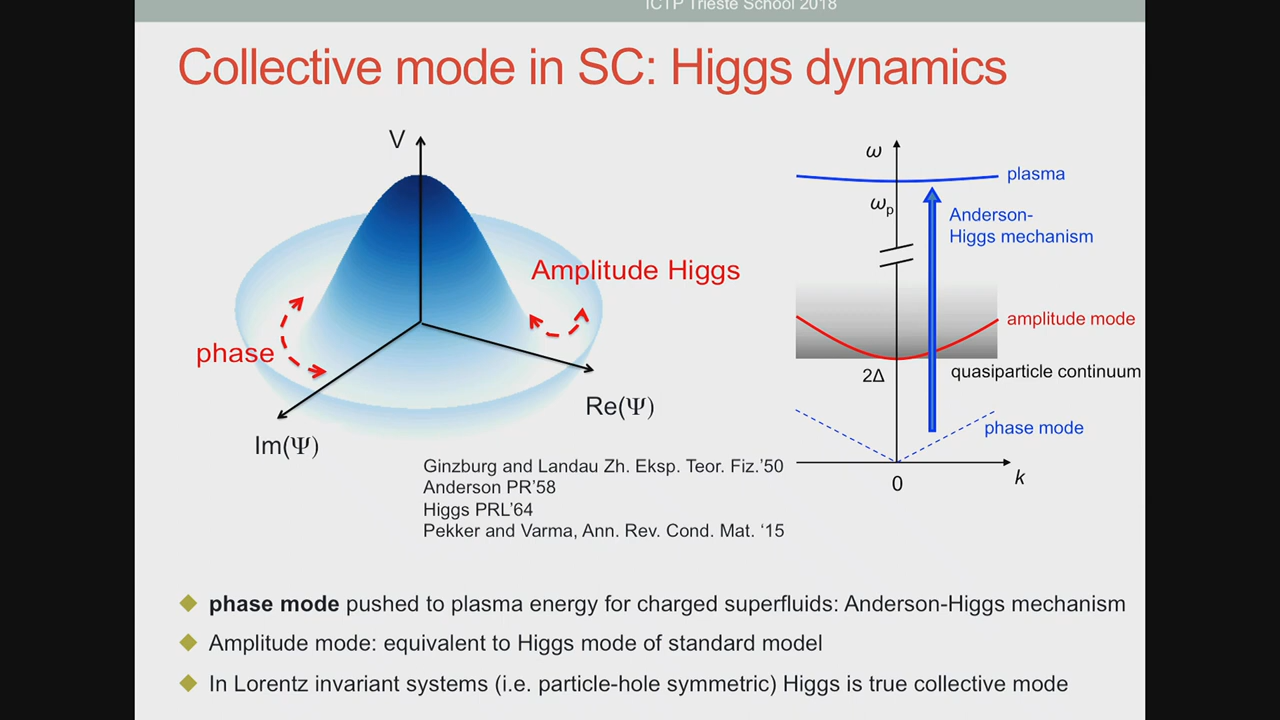 ICTP Trieste School 2018
Collective mode in SC: Higgs dynamics
V
Amplitude Higgs
phase
Re(Ψ)
Im(Ψ)
ω
plasma
ωp
Anderson-
Higgs mechanism
amplitude mode
2Δ
quasiparticle continuum
phase mode
0
k
Ginzburg and Landau Zh. Eksp. Teor. Fiz.'50
Anderson PR'58
Higgs PRL'64
Pekker and Varma, Ann. Rev. Cond. Mat. ‘15
phase mode pushed to plasma energy for charged superfluids: Anderson-Higgs mechanism
Amplitude mode: equivalent to Higgs mode of standard model
In Lorentz invariant systems (i.e. particle-hole symmetric) Higgs is true collective mode